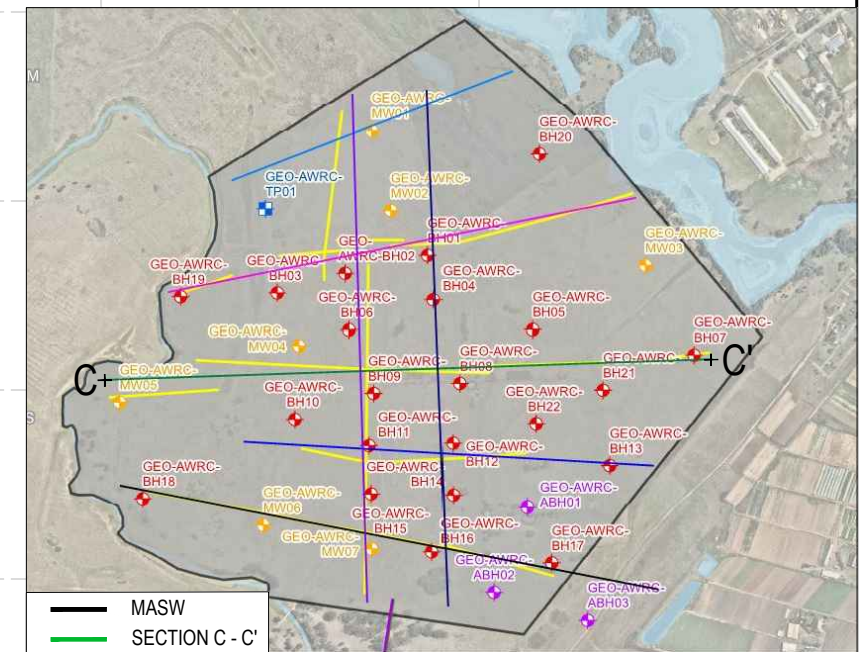 M
S
GEO-AWRC-
MW01
GEO-AWRC-
BH20
GEO-AWRC-
TP01
GEO-AWRC-
MW02
GEO-AWRC-
BH01
GEO-AWRC-
MW03
GEO-
AWRC-BH02
GEO-AWRC-
BH03
GEO-AWRC-
BH19
GEO-AWRC-
BH04
GEO-AWRC-
BH06
GEO-AWRC-
BH05
GEO-AWRC-
BH07
GEO-AWRC-
MW04
C
C'
GEO-AWRC-
MW05
GEO-AWRC-
BH09
GEO-AWRC-
BH08
GEO-AWRC-
BH21
GEO-AWRC-
BH10
GEO-AWRC-
BH22
GEO-AWRC-
BH11
GEO-AWRC-
BH12
GEO-AWRC-
BH13
GEO-AWRC-
BH18
GEO-AWRC-
BH14
GEO-AWRC-
ABH01
GEO-AWRC-
MW06
GEO-AWRC-
BH15
GEO-AWRC-
BH16
GEO-AWRC-
MW07
GEO-AWRC-
BH17
GEO-AWRC-
ABH02
GEO-AWRC-
ABH03
MASW
SECTION C - C'